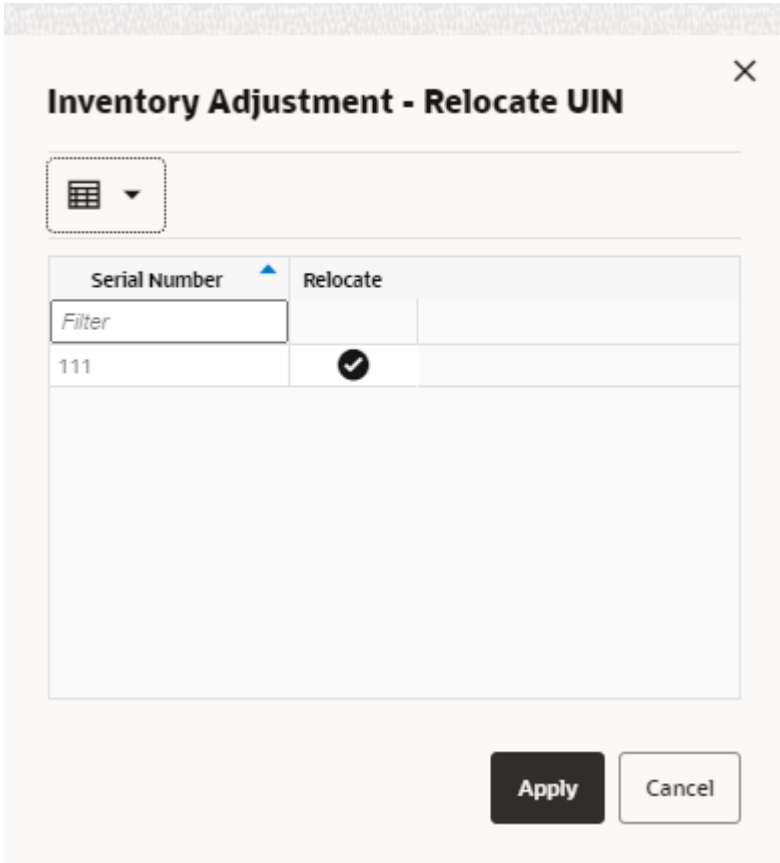 Inventory Adjustment - Relocate UIN
Serial Number Relocate
Filter
111
Apply Cancel